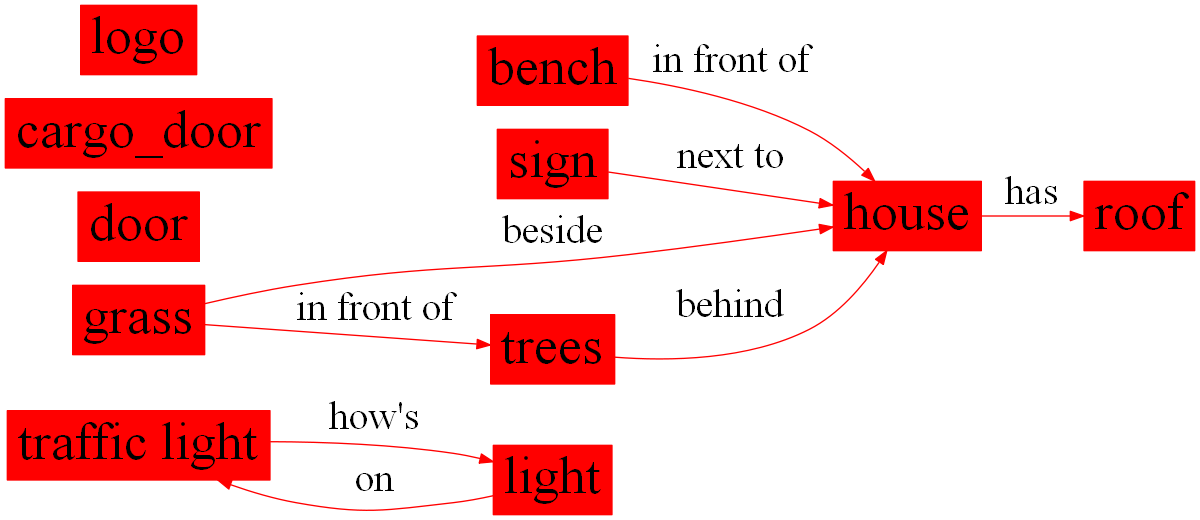 logo
bench
in front of
cargo_door
sign
next to
door
beside
house
has
roof
grass
in front of
trees
behind
traffic light
how's
light
on